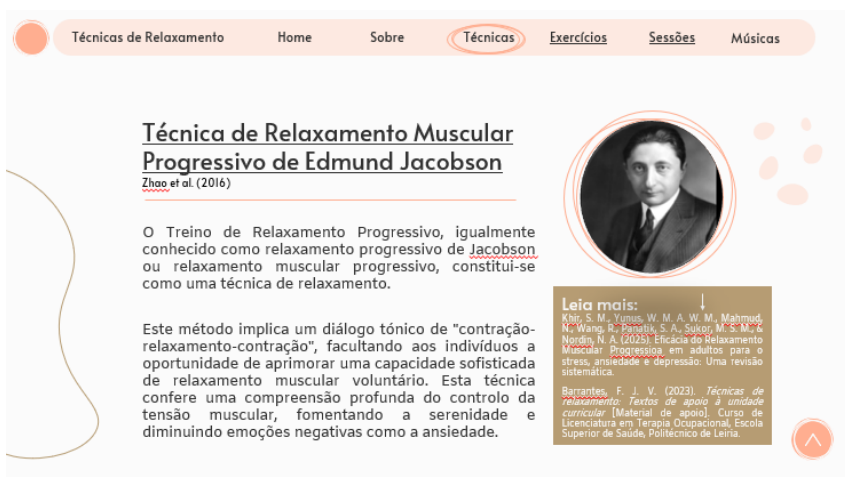 Técnicas de Relaxamento Home Sobre Técnicas Exercícios Sessões Músicas
Técnica de Relaxamento Muscular
Progressivo de Edmund Jacobson
Zhao et al. (2016)
O Treino de Relaxamento Progressivo, igualmente
conhecido como relaxamento progressivo de Jacobson
ou relaxamento muscular progressivo, constitui-se
como uma técnica de relaxamento.
Este método implica um diálogo tónico de "contração-
relaxamento-contração", facultando aos indivíduos a
oportunidade de aprimorar uma capacidade sofisticada
de relaxamento muscular voluntário. Esta técnica
confere uma compreensão profunda do controlo da
tensão muscular, fomentando a serenidade e
diminuindo emoções negativas como a ansiedade.
Leia mais:
Khir, S. M., Yunus, W. M. A. W. M., Mahmud,
N., Wang, R., Panatik, S. A., Sukor, M. S. M., &
Nordin, N. A. (2025). Eficácia do Relaxamento
Muscular Progressioa em adultos para o
stress, ansiedade e depressão: Uma revisão
sistemática.
Barrantes, F. J. V. (2023). Técnicas de
relaxamento: Textos de apoio à unidade
curricular [Material de apoio]. Curso de
Licenciatura em Terapia Ocupacional, Escola
Superior de Saúde, Politécnico de Leiria.